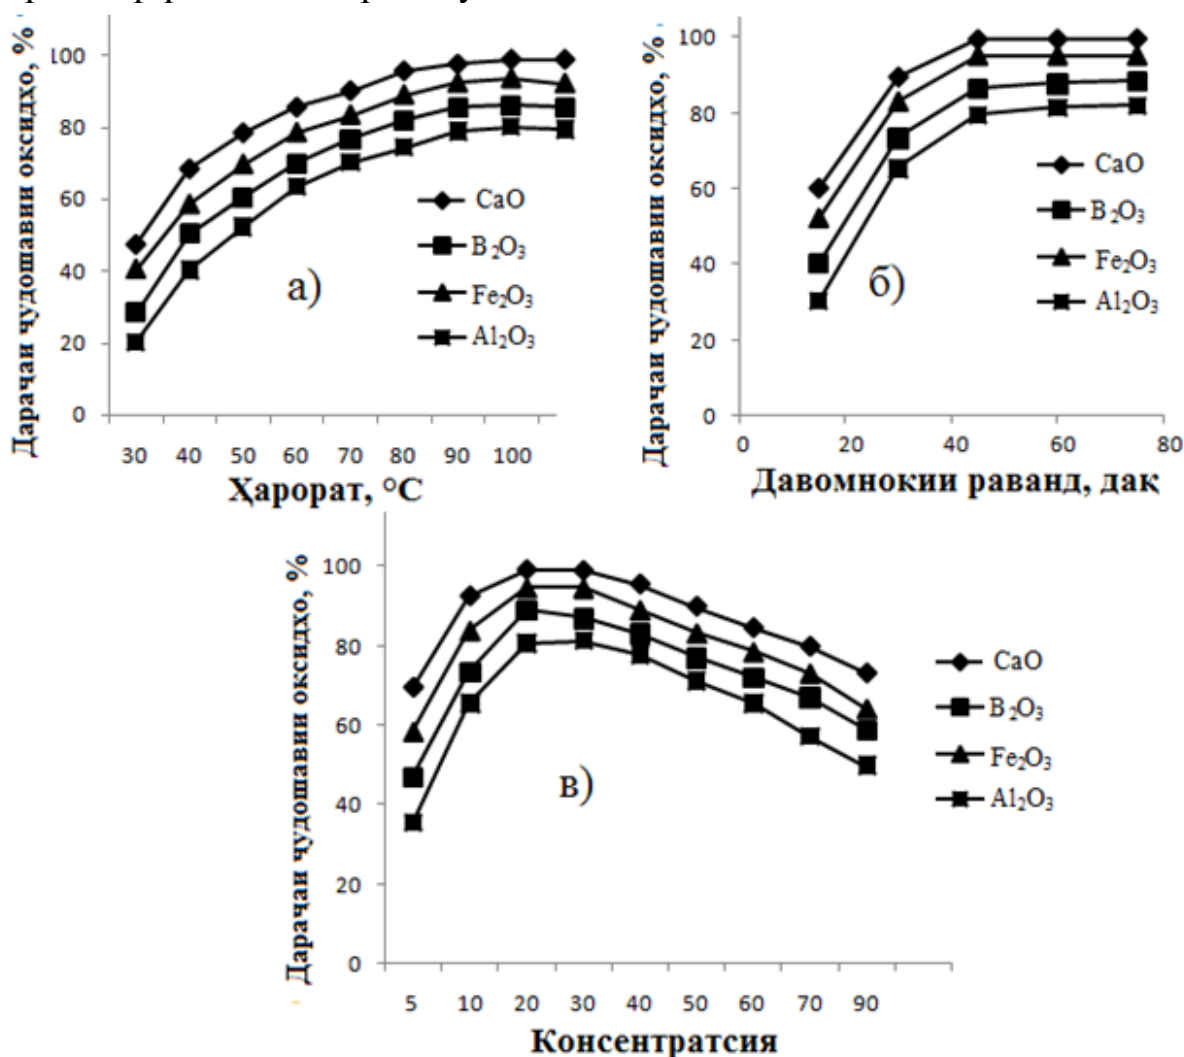 Дараҷаи ҷудошавии оксидҳо, %
100
80
60
40
20
0
30 40 50 60 70 80 90 100
Ҳарорат, °C
CaO
B₂O₃
Fe₂O₃
Al₂O₃
а)
Дараҷаи ҷудошавии оксидҳо, %
100
80
60
40
20
0
0 20 40 60 80
Давомнокии раванд, дақ
CaO
B₂O₃
Fe₂O₃
Al₂O₃
б)
Дараҷаи ҷудошавии оксидҳо, %
100
80
60
40
20
0
5 10 20 30 40 50 60 70 90
Консентратсия
CaO
B₂O₃
Fe₂O₃
Al₂O₃
в)